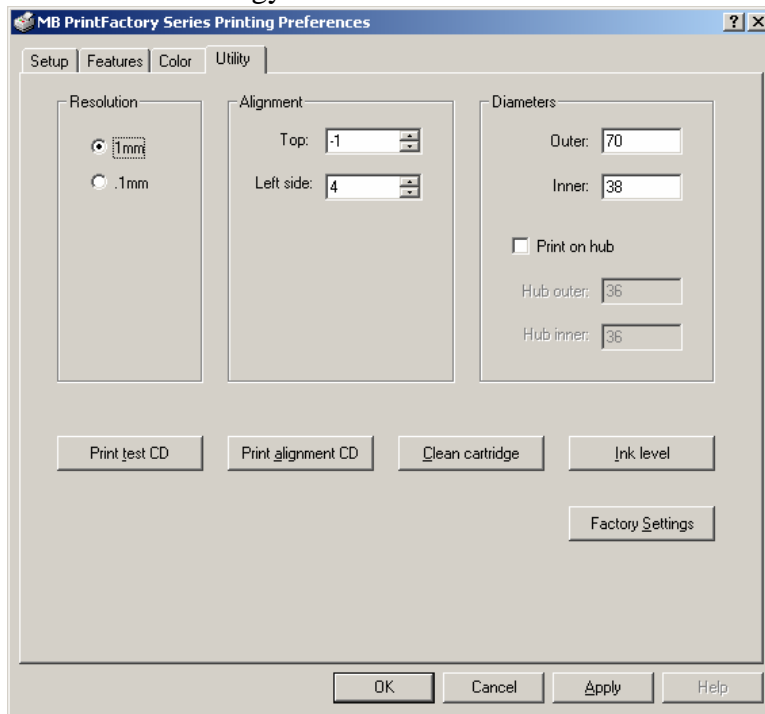 MB PrintFactory Series Printing Preferences
Setup Features Color Utility
Resolution
1mm
.1mm
Alignment
Top: -1
Left side: 4
Diameters
Outer: 70
Inner: 38
Print on hub
Hub outer: 36
Hub inner: 36
Print test CD Print alignment CD Clean cartridge Ink level
Factory Settings
OK Cancel Apply Help